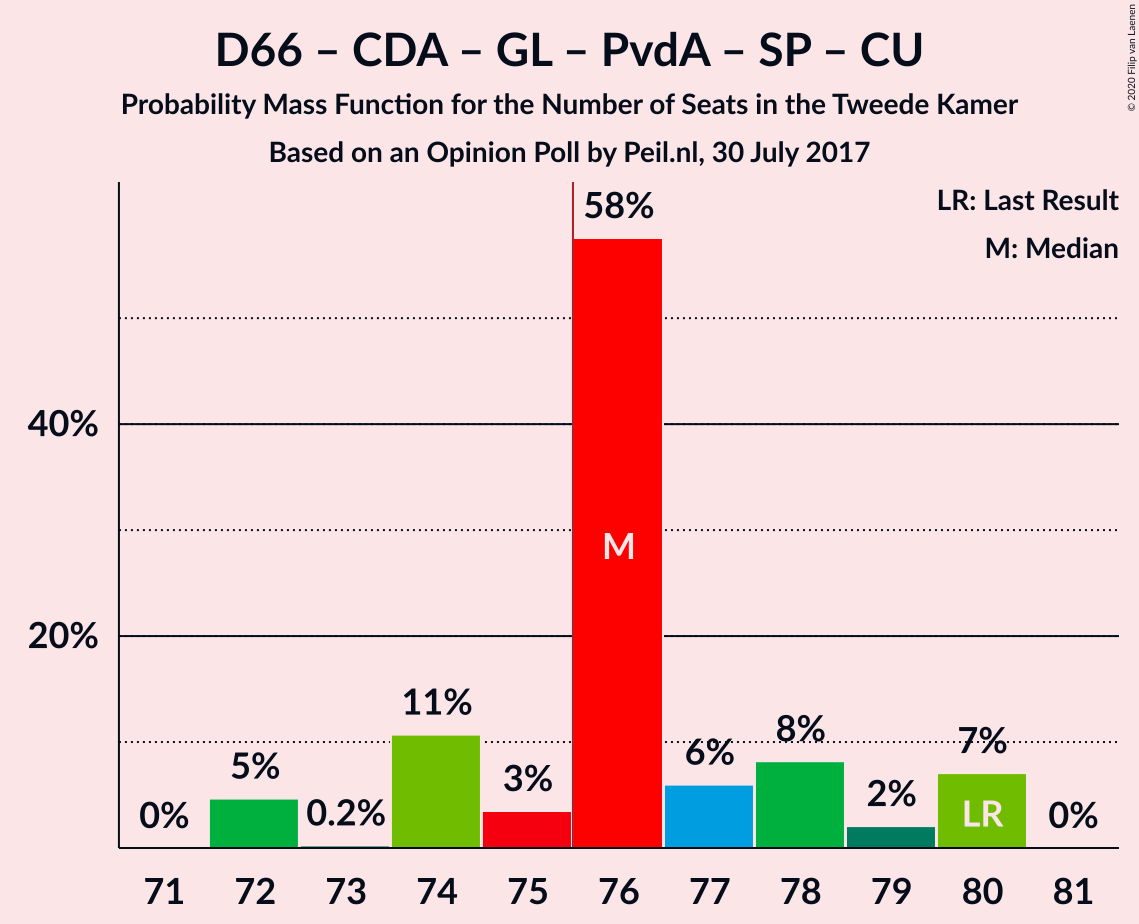 D66 – CDA – GL – PvdA – SP – CU
Probability Mass Function for the Number of Seats in the Tweede Kamer
Based on an Opinion Poll by Peil.nl, 30 July 2017
© 2020 Filip van Laenen
LR: Last Result
M: Median
58%
40%
M
20%
11%
8%
7%
6%
5%
3%
2%
0%
0.2%
LR
0%
71 72 73 74 75 76 77 78 79 80 81